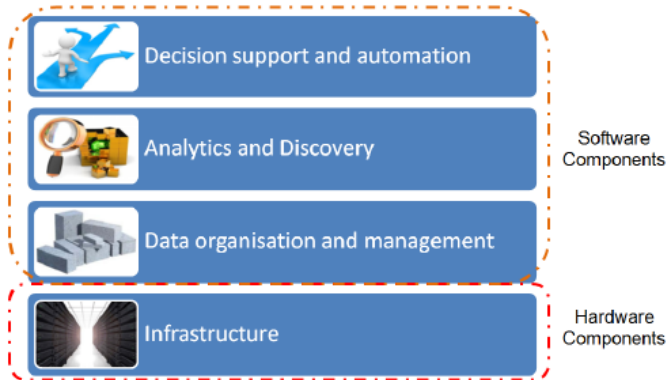 Decision support and automation
Analytics and Discovery
Software
Components
Data organisation and management
Infrastructure
Hardware
Components